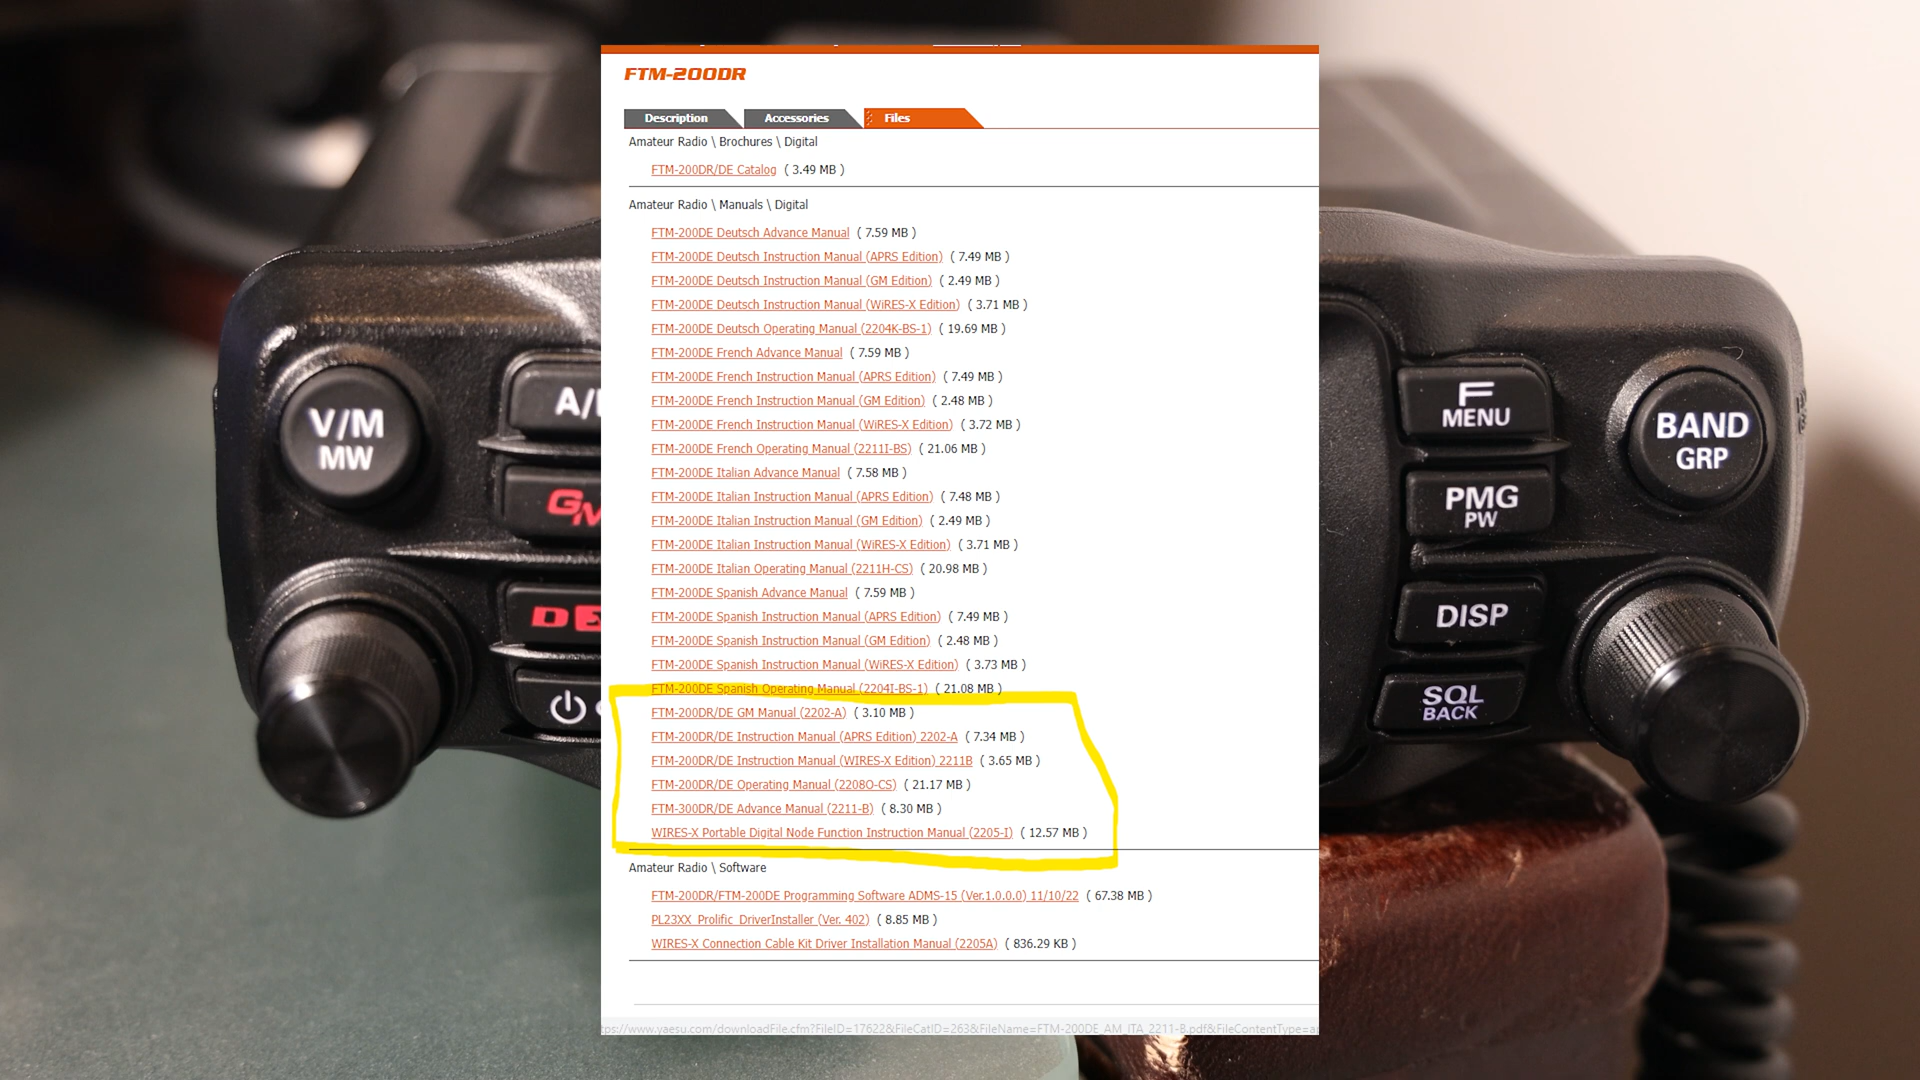 FTM-200DR
Description Accessories Files
Amateur Radio \ Brochures \ Digital
FTM-200DR/DE Catalog ( 3.49 MB )
Amateur Radio \ Manuals \ Digital
FTM-200DE Deutsch Advance Manual ( 7.59 MB )
FTM-200DE Deutsch Instruction Manual (APRS Edition) ( 7.49 MB )
FTM-200DE Deutsch Instruction Manual (GM Edition) ( 2.49 MB )
FTM-200DE Deutsch Instruction Manual (WiRES-X Edition) ( 3.71 MB )
FTM-200DE Deutsch Operating Manual (2204K-BS-1) ( 19.69 MB )
FTM-200DE French Advance Manual ( 7.59 MB )
FTM-200DE French Instruction Manual (APRS Edition) ( 7.49 MB )
FTM-200DE French Instruction Manual (GM Edition) ( 2.48 MB )
FTM-200DE French Instruction Manual (WiRES-X Edition) ( 3.72 MB )
FTM-200DE French Operating Manual (2211I-BS) ( 21.06 MB )
FTM-200DE Italian Advance Manual ( 7.58 MB )
FTM-200DE Italian Instruction Manual (APRS Edition) ( 7.48 MB )
FTM-200DE Italian Instruction Manual (GM Edition) ( 2.49 MB )
FTM-200DE Italian Instruction Manual (WiRES-X Edition) ( 3.71 MB )
FTM-200DE Italian Operating Manual (2211H-CS) ( 20.98 MB )
FTM-200DE Spanish Advance Manual ( 7.59 MB )
FTM-200DE Spanish Instruction Manual (APRS Edition) ( 7.49 MB )
FTM-200DE Spanish Instruction Manual (GM Edition) ( 2.48 MB )
FTM-200DE Spanish Instruction Manual (WiRES-X Edition) ( 3.73 MB )
FTM-200DE Spanish Operating Manual (2204I-BS-1) ( 21.08 MB )
FTM-200DR/DE GM Manual (2202-A) ( 3.10 MB )
FTM-200DR/DE Instruction Manual (APRS Edition) 2202-A ( 7.34 MB )
FTM-200DR/DE Instruction Manual (WIRES-X Edition) 2211B ( 3.65 MB )
FTM-200DR/DE Operating Manual (2208O-CS) ( 21.17 MB )
FTM-300DR/DE Advance Manual (2211-B) ( 8.30 MB )
WIRES-X Portable Digital Node Function Instruction Manual (2205-I) ( 12.57 MB )
Amateur Radio \ Software
FTM-200DR/FTM-200DE Programming Software ADMS-15 (Ver.1.0.0.0) 11/10/22 ( 67.38 MB )
PL23XX_Prolific_DriverInstaller (Ver. 402) ( 8.85 MB )
WIRES-X Connection Cable Kit Driver Installation Manual (2205A) ( 836.29 KB )
tps://www.yaesu.com/downloadFile.cfm?FileID=17622&FileCatID=263&FileName=FTM-200DE_AM_ITA_2211-B.pdf&FileContentType=a
V/M
MW
A/
GM
D
F
MENU
BAND
GRP
PMG
PW
DISP
SQL
BACK